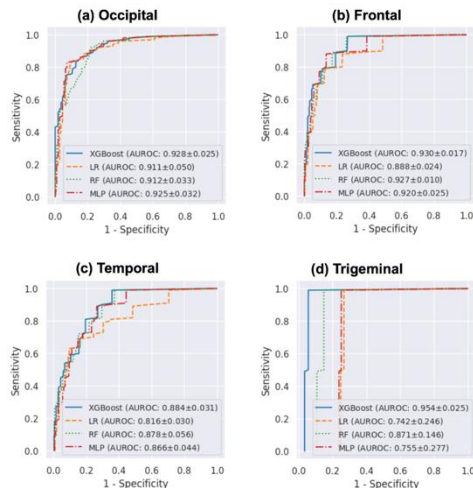 (a) Occipital
1.0
0.8
0.6
0.4
0.2
0.0
Sensitivity
XGBoost (AUROC: 0.928±0.025)
LR (AUROC: 0.911±0.050)
RF (AUROC: 0.912±0.033)
MLP (AUROC: 0.925±0.032)
0.0 0.2 0.4 0.6 0.8 1.0
1 - Specificity
(b) Frontal
1.0
0.8
0.6
0.4
0.2
0.0
Sensitivity
XGBoost (AUROC: 0.930±0.017)
LR (AUROC: 0.888±0.024)
RF (AUROC: 0.927±0.010)
MLP (AUROC: 0.920±0.025)
0.0 0.2 0.4 0.6 0.8 1.0
1 - Specificity
(c) Temporal
1.0
0.8
0.6
0.4
0.2
0.0
Sensitivity
XGBoost (AUROC: 0.884±0.031)
LR (AUROC: 0.816±0.030)
RF (AUROC: 0.878±0.056)
MLP (AUROC: 0.866±0.044)
0.0 0.2 0.4 0.6 0.8 1.0
1 - Specificity
(d) Trigeminal
1.0
0.8
0.6
0.4
0.2
0.0
Sensitivity
XGBoost (AUROC: 0.954±0.025)
LR (AUROC: 0.742±0.246)
RF (AUROC: 0.871±0.146)
MLP (AUROC: 0.755±0.277)
0.0 0.2 0.4 0.6 0.8 1.0
1 - Specificity